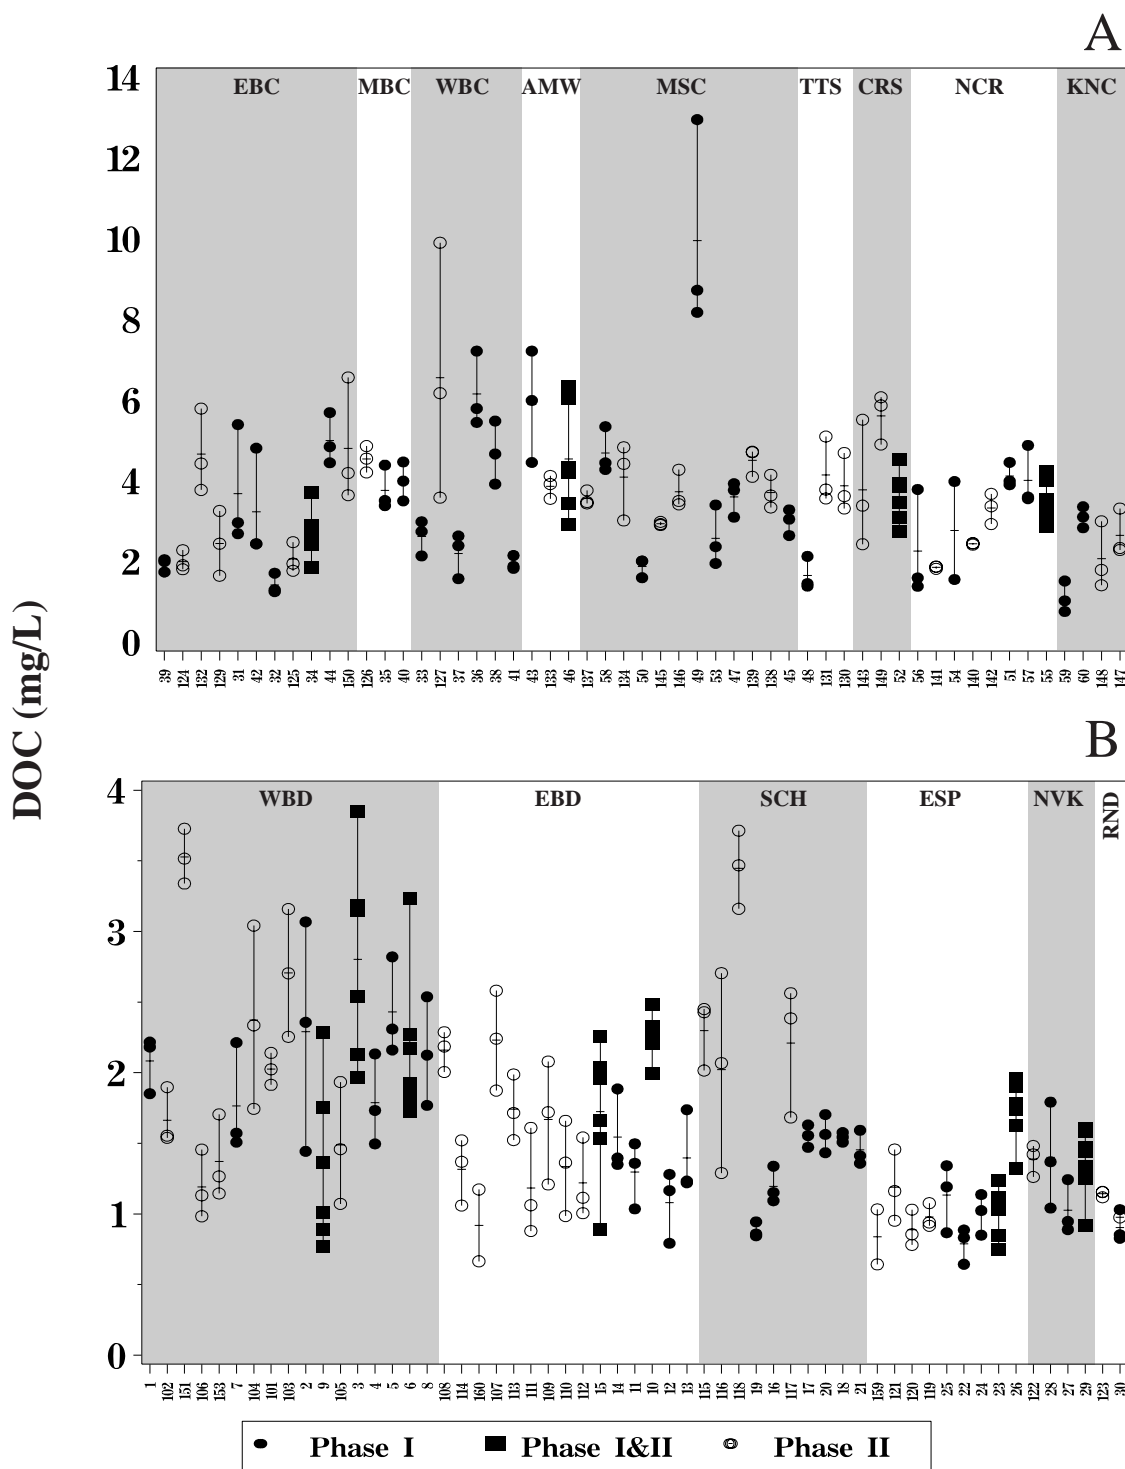 A
EBC MBC WBC AMW MSC TTS CRS NCR KNC
14
12
10
8
6
4
2
0
39 124 132 129 31 42 32 125 34 44 150 126 35 40 33 127 37 36 38 41 43 133 46 137 58 134 50 145 146 49 53 47 139 138 45 48 131 130 143 149 52 56 141 54 140 142 51 57 55 59 60 148 147
DOC (mg/L)
B
WBD EBD SCH ESP NVK RND
4
3
2
1
0
1 102 151 106 153 7 104 101 103 2 9 105 3 4 5 6 8 108 114 160 107 113 111 109 110 112 15 14 11 10 12 13 115 116 118 19 16 117 17 20 18 21 159 121 120 119 25 22 24 23 26 122 28 27 29 123 30
Phase I Phase I&II Phase II